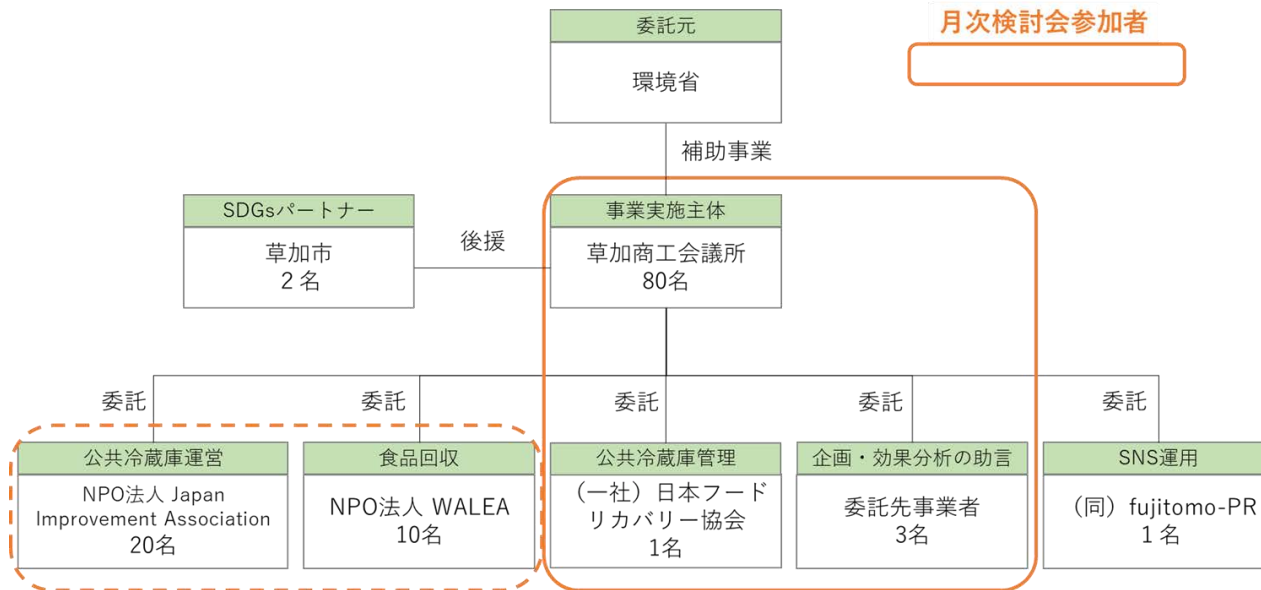 月次検討会参加者
委託元
環境省
補助事業
SDGsパートナー
草加市
2名
後援
事業実施主体
草加商工会議所
80名
委託
委託
委託
委託
委託
公共冷蔵庫運営
NPO法人 Japan
Improvement Association
20名
食品回収
NPO法人 WALEA
10名
公共冷蔵庫管理
（一社）日本フード
リカバリー協会
1名
企画・効果分析の助言
委託先事業者
3名
SNS運用
（同）fujitomo-PR
1名